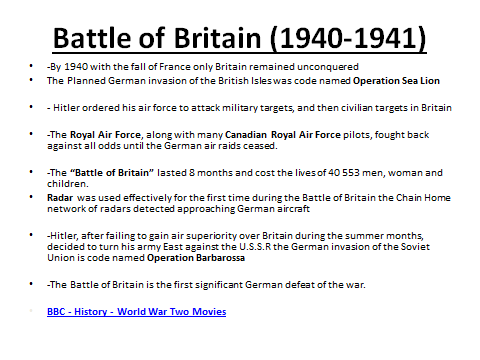 Battle of Britain (1940-1941)
• -By 1940 with the fall of France only Britain remained unconquered
• The Planned German invasion of the British Isles was code named Operation Sea Lion
• - Hitler ordered his air force to attack military targets, and then civilian targets in Britain
• -The Royal Air Force, along with many Canadian Royal Air Force pilots, fought back
against all odds until the German air raids ceased.
• -The “Battle of Britain” lasted 8 months and cost the lives of 40 553 men, woman and
children.
• Radar was used effectively for the first time during the Battle of Britain the Chain Home
network of radars detected approaching German aircraft
• -Hitler, after failing to gain air superiority over Britain during the summer months,
decided to turn his army East against the U.S.S.R the German invasion of the Soviet
Union is code named Operation Barbarossa
• -The Battle of Britain is the first significant German defeat of the war.
• BBC - History - World War Two Movies